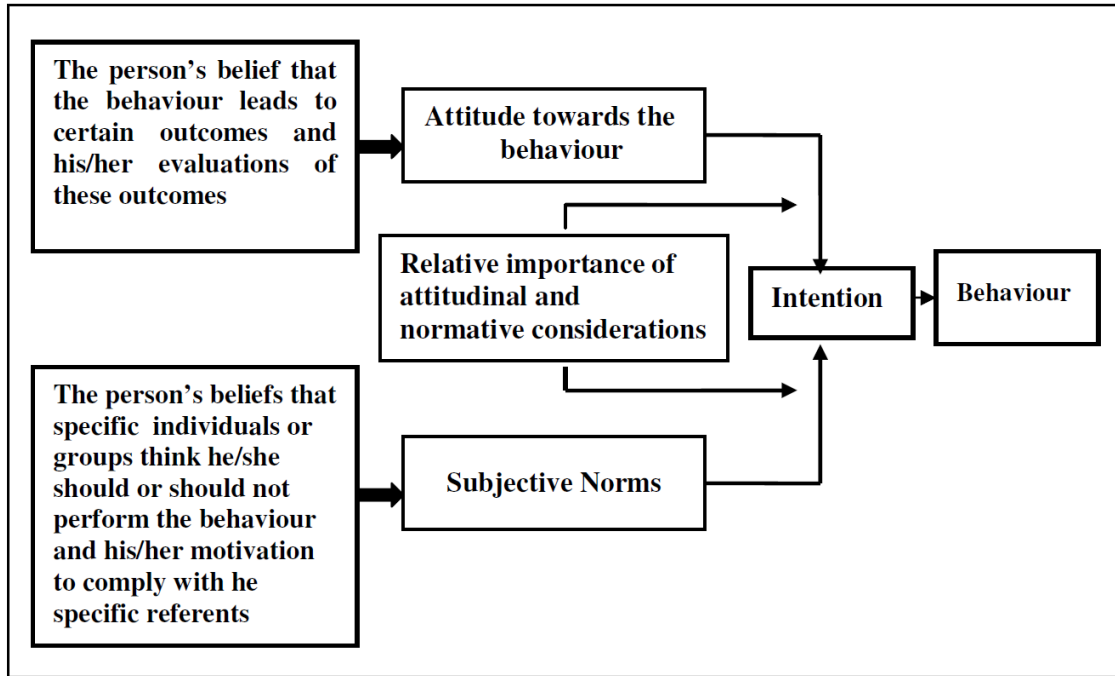 The person's belief that
the behaviour leads to
certain outcomes and
his/her evaluations of
these outcomes
Attitude towards the
behaviour
Relative importance of
attitudinal and
normative considerations
Intention
Behaviour
The person's beliefs that
specific individuals or
groups think he/she
should or should not
perform the behaviour
and his/her motivation
to comply with he
specific referents
Subjective Norms